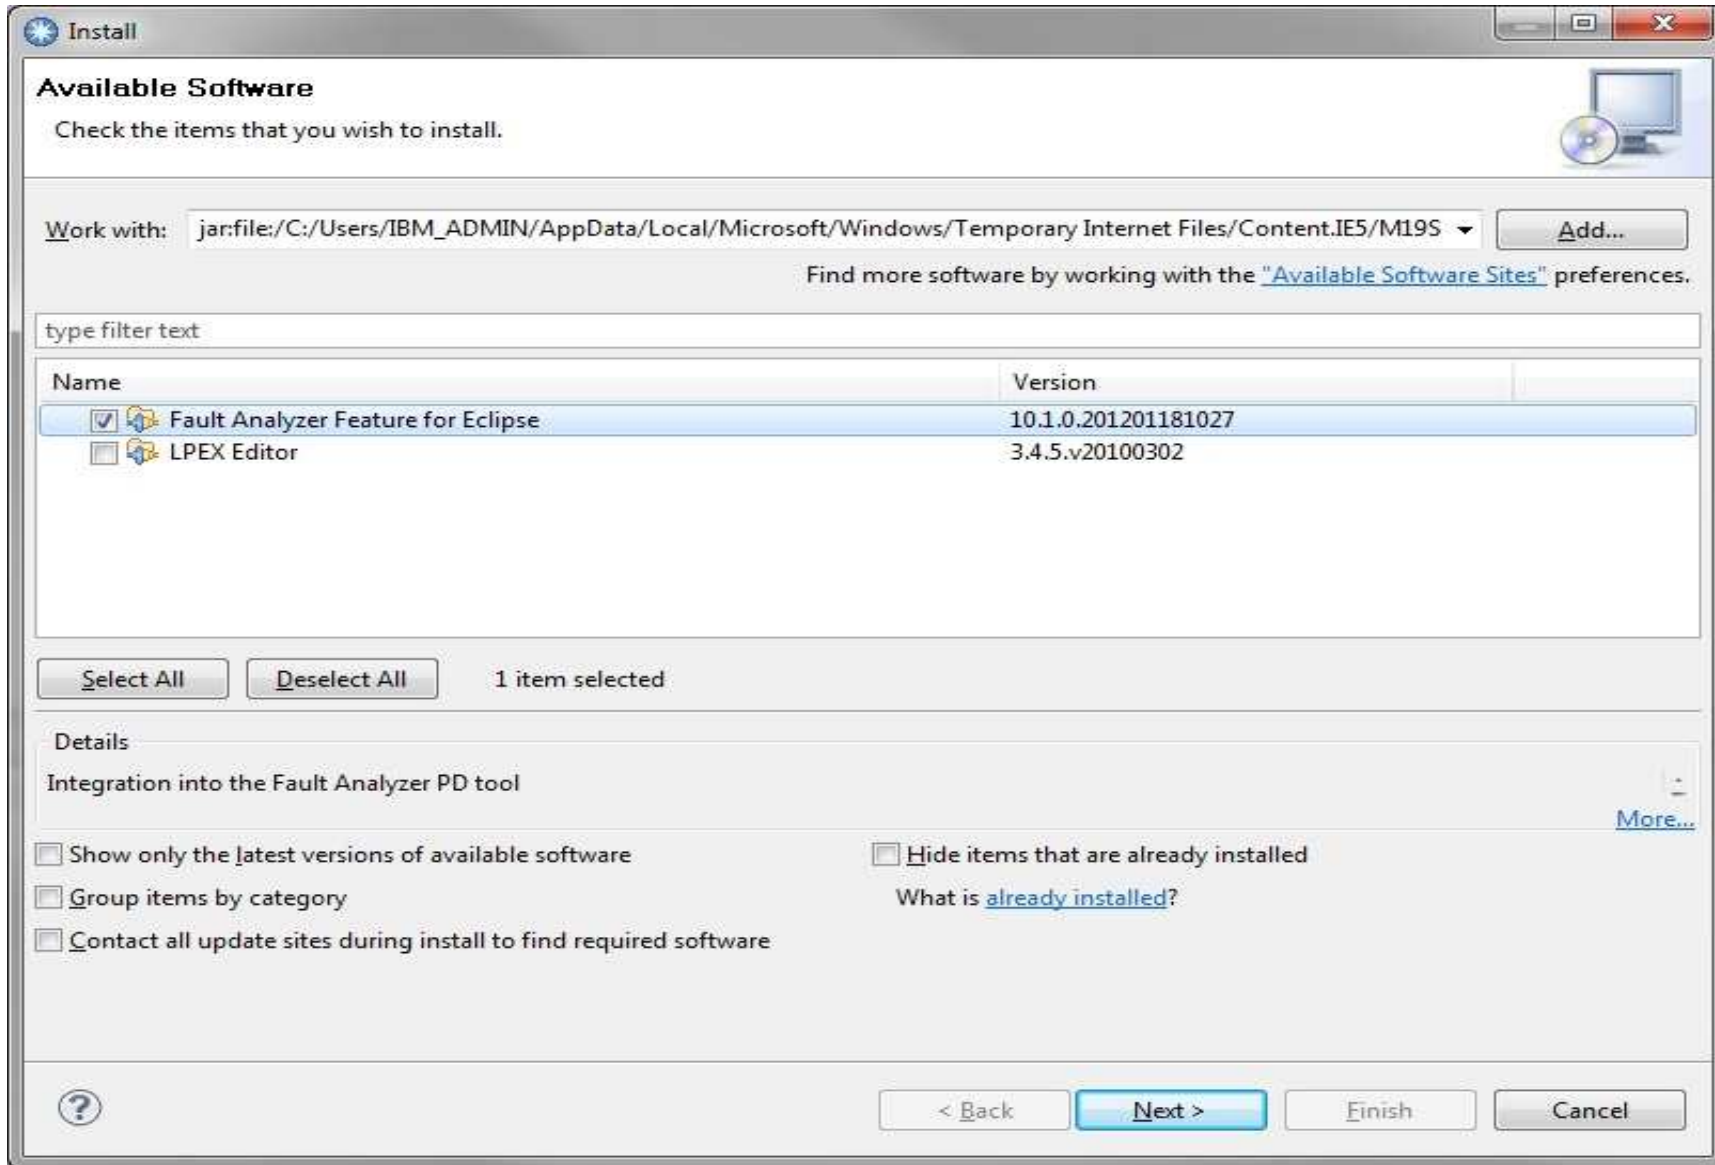 Install
Available Software
Check the items that you wish to install.
Work with: jar:file:/C:/Users/IBM_ADMIN/AppData/Local/Microsoft/Windows/Temporary Internet Files/Content.IE5/M19S Add...
Find more software by working with the "Available Software Sites" preferences.
type filter text
Name Version
Fault Analyzer Feature for Eclipse 10.1.0.201201181027
LPEX Editor 3.4.5.v20100302
Select All Deselect All 1 item selected
Details
Integration into the Fault Analyzer PD tool
More...
Show only the latest versions of available software Hide items that are already installed
Group items by category What is already installed?
Contact all update sites during install to find required software
? < Back Next > Finish Cancel